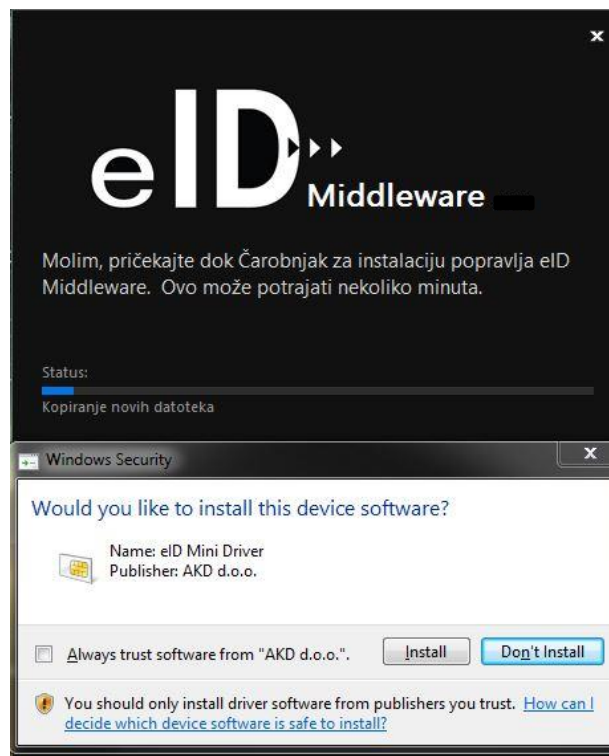 x
eID
Middleware
Molim, pričekajte dok Čarobnjak za instalaciju popravlja eID
Middleware. Ovo može potrajati nekoliko minuta.
Status:
Kopiranje novih datoteka
Windows Security
x
Would you like to install this device software?
Name: eID Mini Driver
Publisher: AKD d.o.o.
Always trust software from "AKD d.o.o.".
Install
Don't Install
You should only install driver software from publishers you trust. How can I
decide which device software is safe to install?